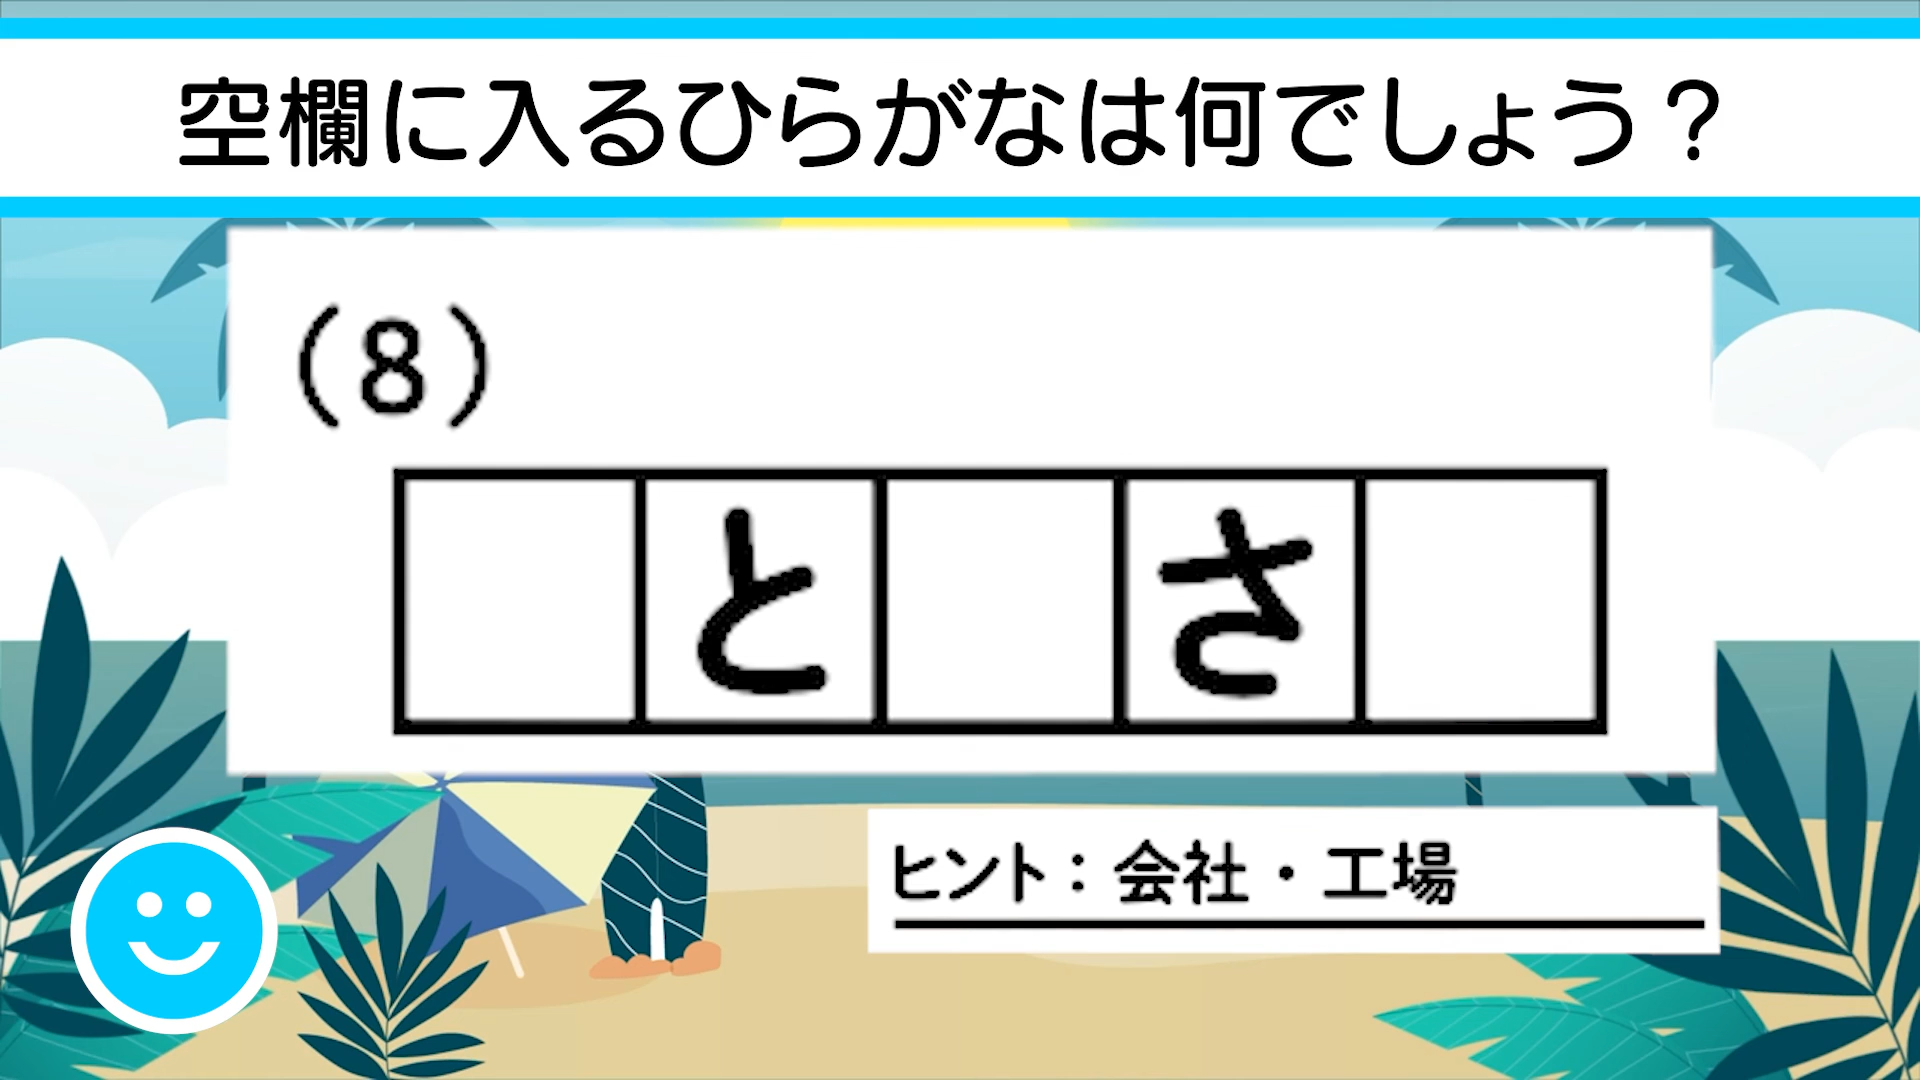 空欄に入るひらがなは何でしょう？
（8）
と さ
ヒント：会社・工場